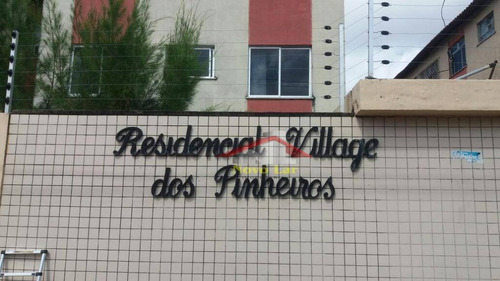 Residencial Village
dos Pinheiros